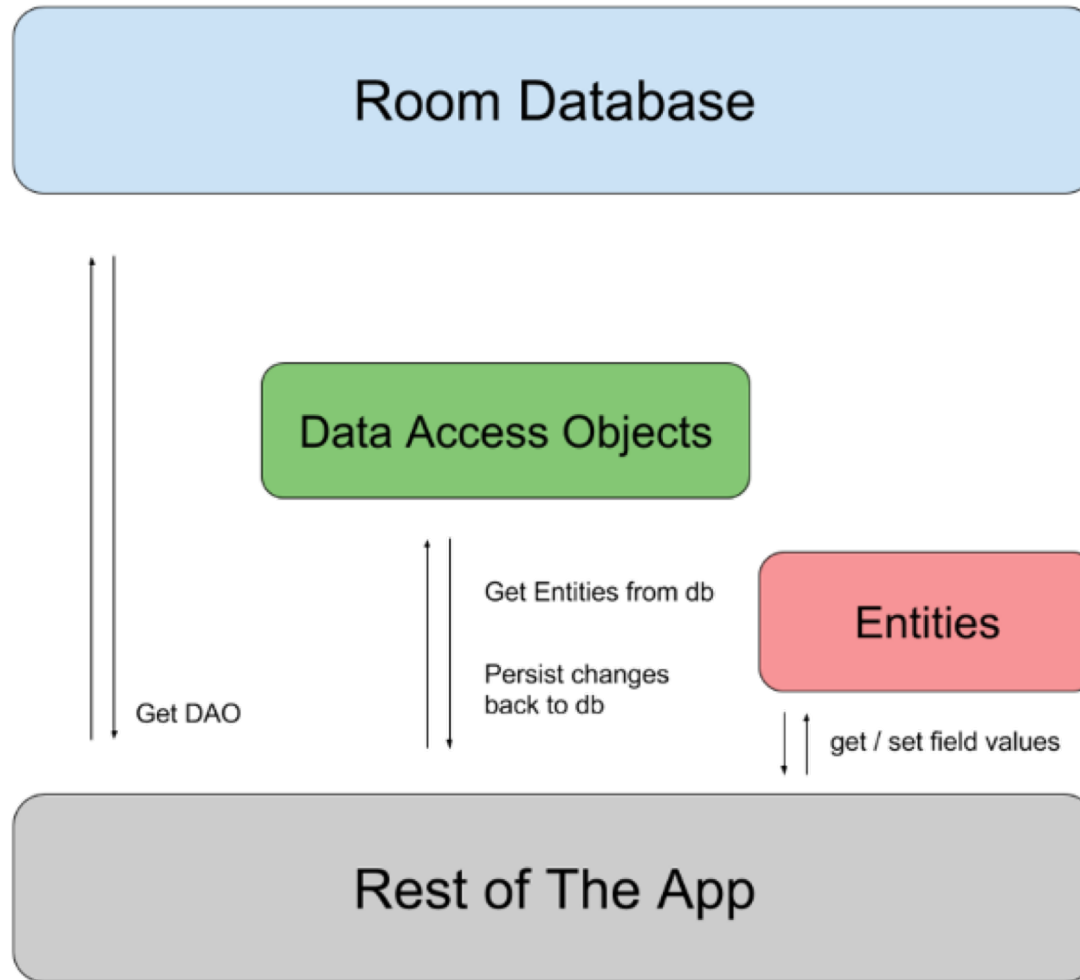 Room Database
Data Access Objects
Get Entities from db
Entities
Persist changes
back to db
Get DAO
get / set field values
Rest of The App